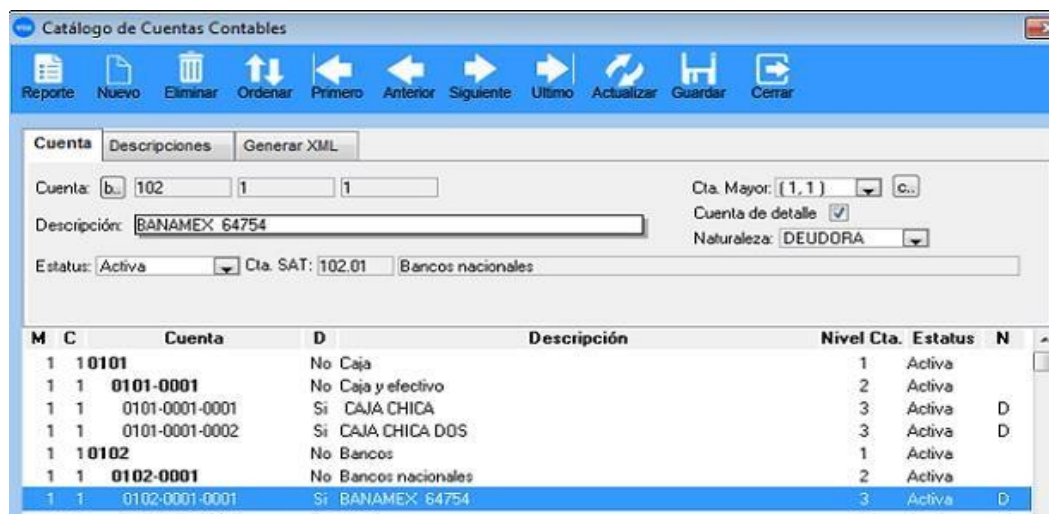 Catálogo de Cuentas Contables
Reporte Nuevo Eliminar Ordenar Primero Anterior Siguiente Ultimo Actualizar Guardar Cerrar
Cuenta Descripciones Generar XML
Cuenta: b.. 102 1 1 Cta. Mayor: ( 1, 1 ) c..
Cuenta de detalle
Descripción: BANAMEX 64754
Naturaleza: DEUDORA
Estatus: Activa Cta. SAT: 102.01 Bancos nacionales
M C Cuenta D Descripción Nivel Cta. Estatus N
1 1 0101 No Caja 1 Activa
1 1 0101-0001 No Caja y efectivo 2 Activa
1 1 0101-0001-0001 Si CAJA CHICA 3 Activa D
1 1 0101-0001-0002 Si CAJA CHICA DOS 3 Activa D
1 1 0102 No Bancos 1 Activa
1 1 0102-0001 No Bancos nacionales 2 Activa
1 1 0102-0001-0001 Si BANAMEX 64754 3 Activa D